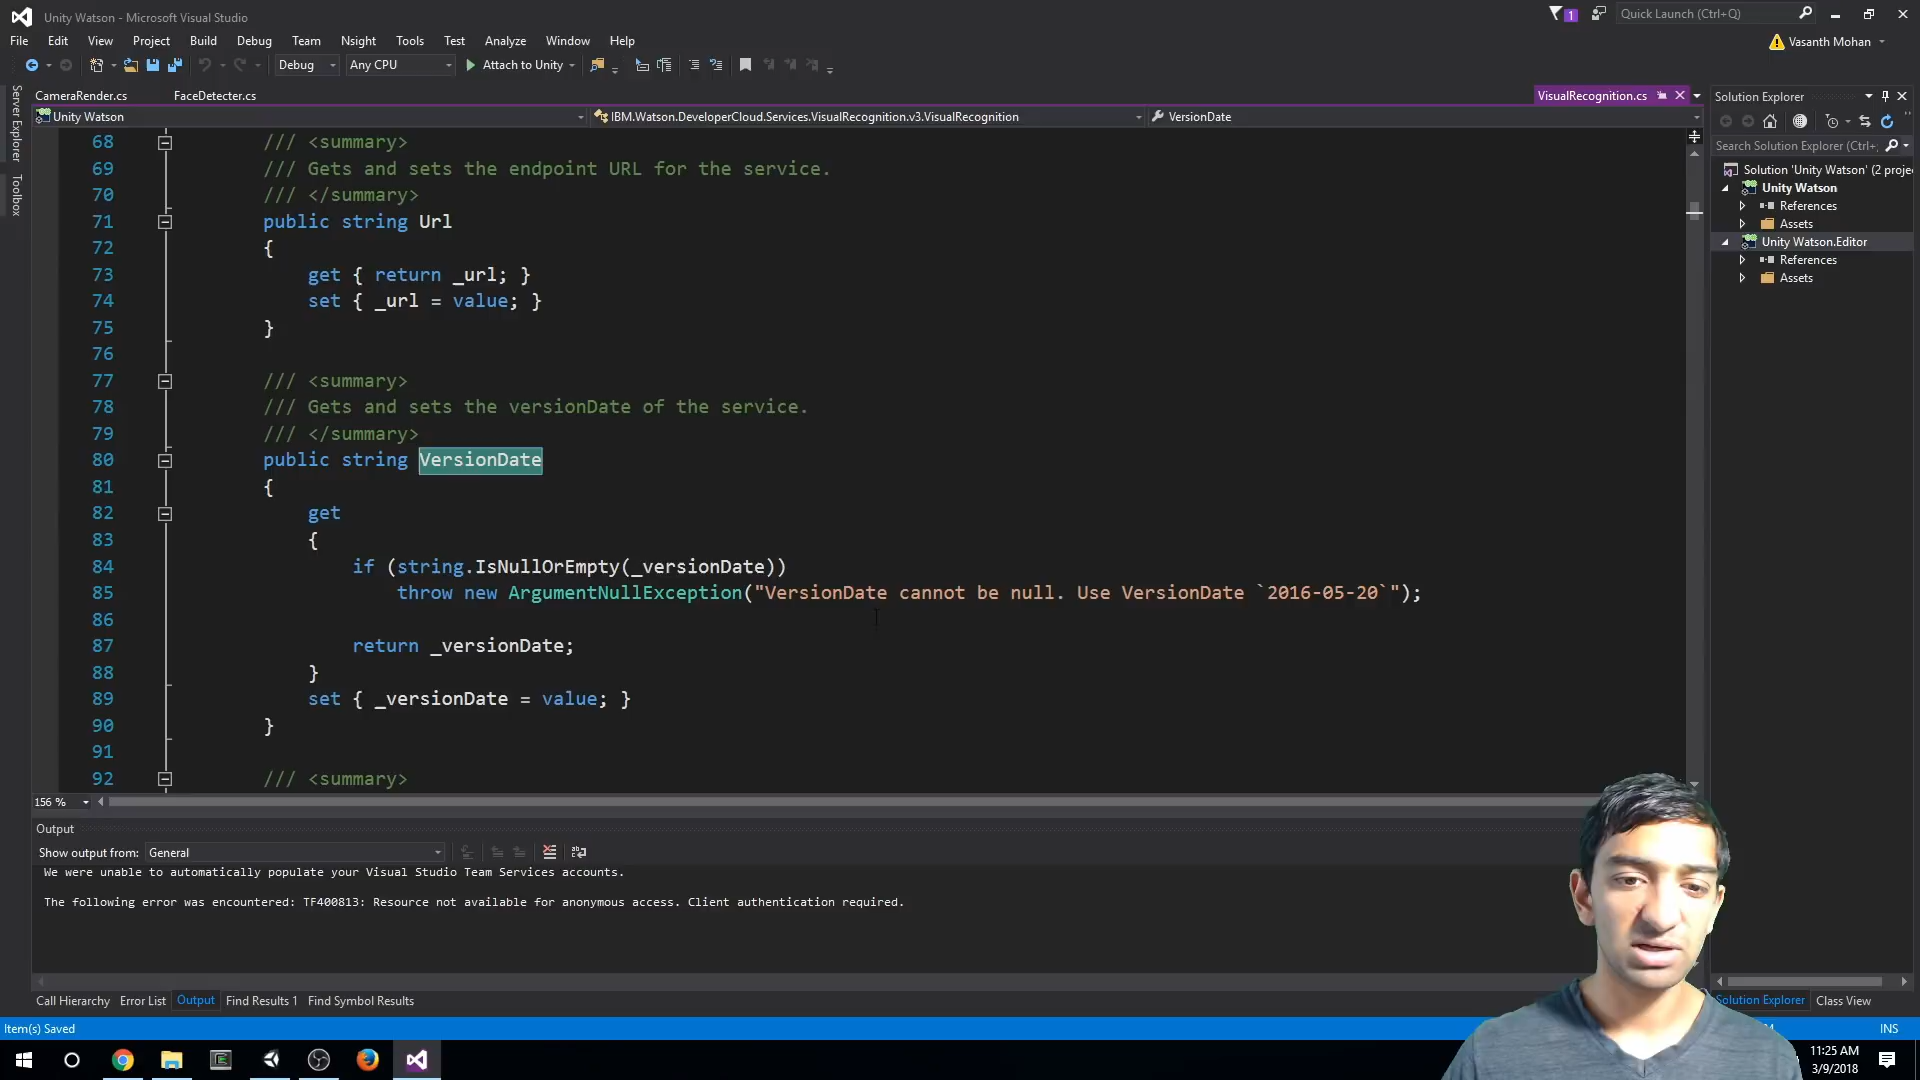 Unity Watson - Microsoft Visual Studio
1
Quick Launch (Ctrl+Q)
File Edit View Project Build Debug Team Nsight Tools Test Analyze Window Help
Vasanth Mohan
Debug Any CPU Attach to Unity
Server Explorer
Toolbox
CameraRender.cs FaceDetecter.cs VisualRecognition.cs
Unity Watson IBM.Watson.DeveloperCloud.Services.VisualRecognition.v3.VisualRecognition VersionDate
68 /// <summary>
69 /// Gets and sets the endpoint URL for the service.
70 /// </summary>
71 public string Url
72 {
73 get { return _url; }
74 set { _url = value; }
75 }
76
77 /// <summary>
78 /// Gets and sets the versionDate of the service.
79 /// </summary>
80 public string VersionDate
81 {
82 get
83 {
84 if (string.IsNullOrEmpty(_versionDate))
85 throw new ArgumentNullException("VersionDate cannot be null. Use VersionDate `2016-05-20`");
86
87 return _versionDate;
88 }
89 set { _versionDate = value; }
90 }
91
92 /// <summary>
156 %
Solution Explorer
Search Solution Explorer (Ctrl+;
Solution 'Unity Watson' (2 proje
Unity Watson
References
Assets
Unity Watson.Editor
References
Assets
Output
Show output from: General
We were unable to automatically populate your Visual Studio Team Services accounts.
The following error was encountered: TF400813: Resource not available for anonymous access. Client authentication required.
Call Hierarchy Error List Output Find Results 1 Find Symbol Results
Solution Explorer Class View
Item(s) Saved
INS
11:25 AM
3/9/2018